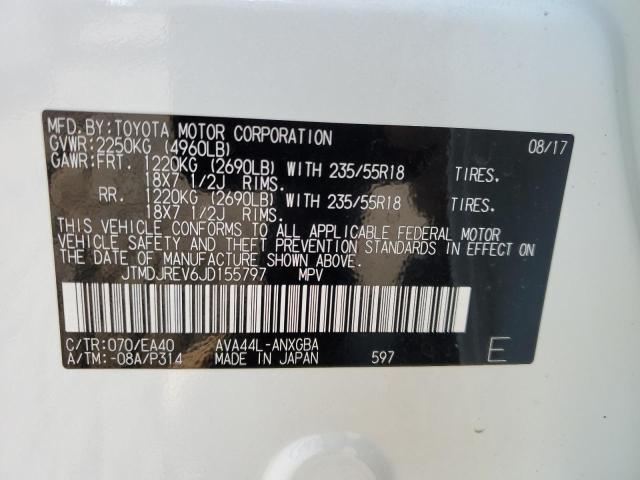 MFD.BY:TOYOTA MOTOR CORPORATION 08/17
GVWR:2250KG (4960LB)
GAWR:FRT. 1220KG (2690LB) WITH 235/55R18 TIRES.
18X7 1/2J RIMS.
RR. 1220KG (2690LB) WITH 235/55R18 TIRES.
18X7 1/2J RIMS.
THIS VEHICLE CONFORMS TO ALL APPLICABLE FEDERAL MOTOR
VEHICLE SAFETY AND THEFT PREVENTION STANDARDS IN EFFECT ON
THE DATE OF MANUFACTURE SHOWN ABOVE.
JTMDJREV6JD155797 MPV
C/TR:070/EA40 AVA44L-ANXGBA
A/TM:-08A/P314 MADE IN JAPAN 597 E